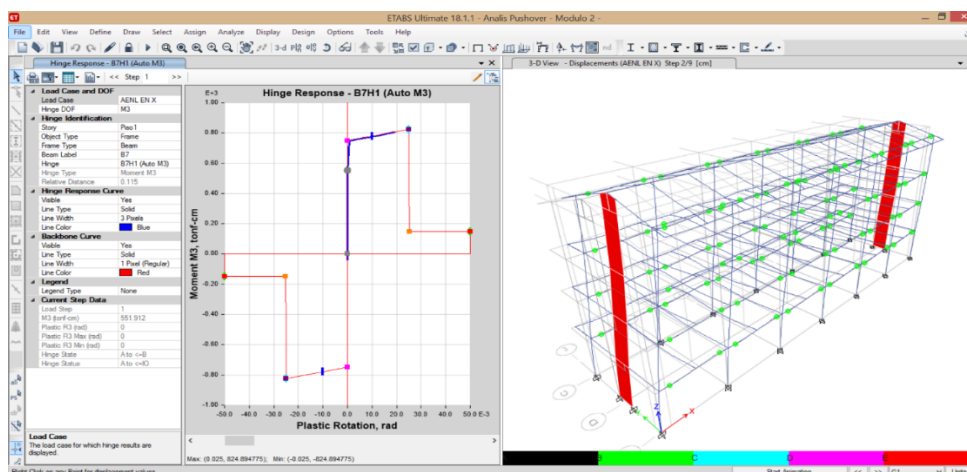 ETABS Ultimate 18.1.1 - Analis Pushover - Modulo 2 -
File Edit View Define Draw Select Assign Analyze Display Design Options Tools Help
Hinge Response - B7H1 (Auto M3)
3-D View - Displacements (AENL EN X) Step 2/9 [cm]
<< Step 1 >>
Load Case and DOF
Load Case AENL EN X
Hinge DOF M3
Hinge Identification
Story Piso1
Object Type Frame
Frame Type Beam
Beam Label B7
Hinge B7H1 (Auto M3)
Hinge Type Moment M3
Relative Distance 0.115
Hinge Response Curve
Visible Yes
Line Type Solid
Line Width 3 Pixels
Line Color Blue
Backbone Curve
Visible Yes
Line Type Solid
Line Width 1 Pixel (Regular)
Line Color Red
Legend
Legend Type None
Current Step Data
Load Step 1
M3 (tonf-cm) 551.912
Plastic R3 (rad) 0
Plastic R3 Max (rad) 0
Plastic R3 Min (rad) 0
Hinge State A to <=B
Hinge Status A to <=IO
Load Case
The load case for which hinge results are displayed.
Hinge Response - B7H1 (Auto M3)
E+3
1.00
0.80
0.60
0.40
0.20
0.00
-0.20
-0.40
-0.60
-0.80
-1.00
Moment M3, tonf-cm
-50.0 -40.0 -30.0 -20.0 -10.0 0.0 10.0 20.0 30.0 40.0 50.0 E-3
Plastic Rotation, rad
Max: (0.025, 824.894775); Min: (-0.025, -824.894775)
Z
X
B C D E
Right Click on any Point for displacement values
Start Animation << >>